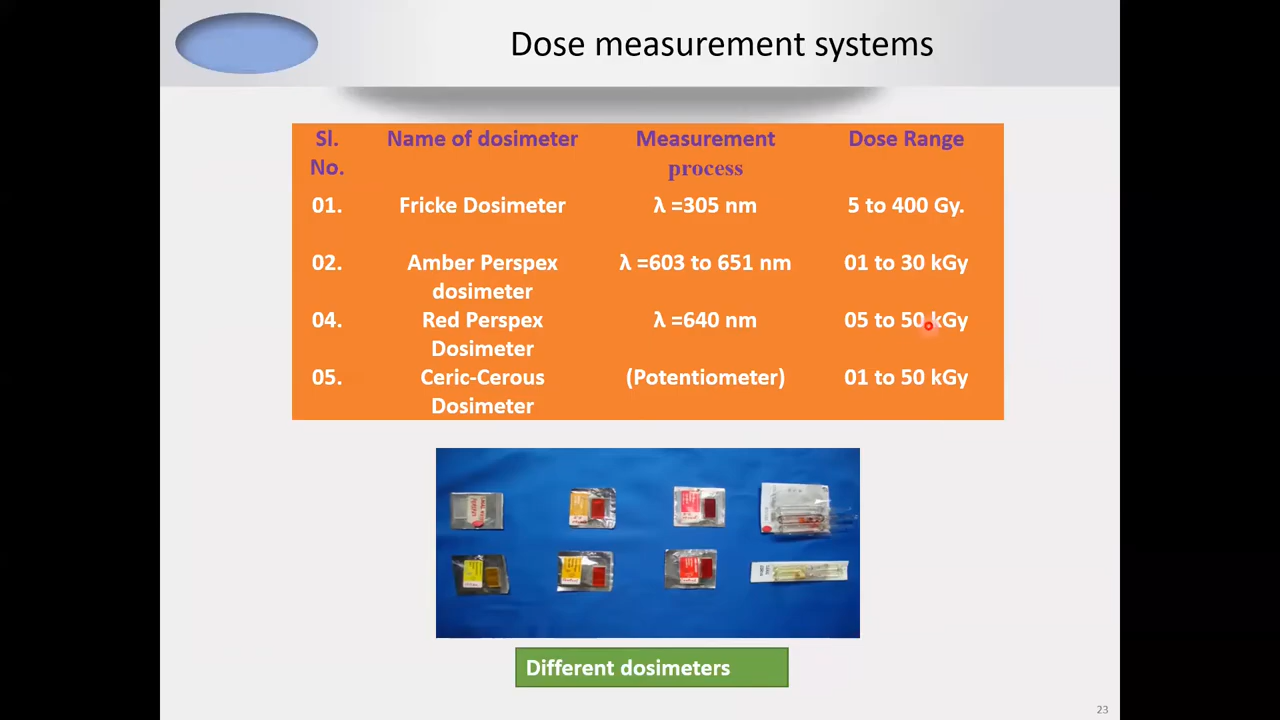 Dose measurement systems
Sl. No. Name of dosimeter Measurement process Dose Range
01. Fricke Dosimeter λ =305 nm 5 to 400 Gy.
02. Amber Perspex dosimeter λ =603 to 651 nm 01 to 30 kGy
04. Red Perspex Dosimeter λ =640 nm 05 to 50 kGy
05. Ceric-Cerous Dosimeter (Potentiometer) 01 to 50 kGy
Different dosimeters
23